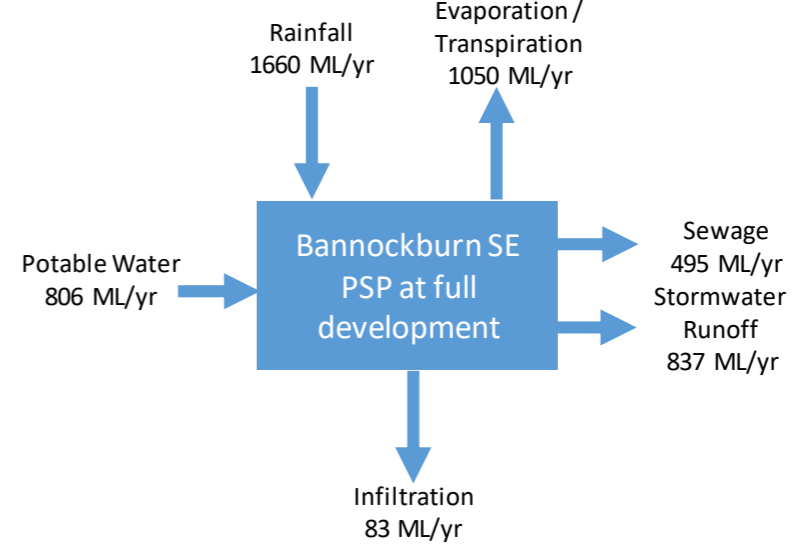 Evaporation /
Transpiration
1050 ML/yr
Rainfall
1660 ML/yr
Potable Water
806 ML/yr
Bannockburn SE
PSP at full
development
Sewage
495 ML/yr
Stormwater
Runoff
837 ML/yr
Infiltration
83 ML/yr